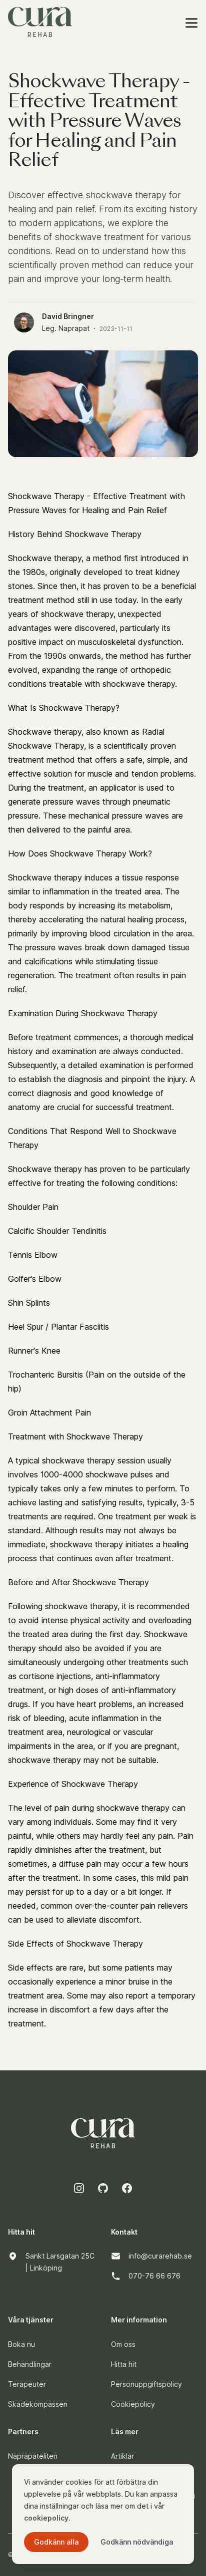 cura
REHAB
Shockwave Therapy -
Effective Treatment
with Pressure Waves
for Healing and Pain
Relief
Discover effective shockwave therapy for
healing and pain relief. From its exciting history
to modern applications, we explore the
benefits of shockwave treatment for various
conditions. Read on to understand how this
scientifically proven method can reduce your
pain and improve your long-term health.
David Bringner
Leg. Naprapat · 2023-11-11
Shockwave Therapy - Effective Treatment with
Pressure Waves for Healing and Pain Relief
History Behind Shockwave Therapy
Shockwave therapy, a method first introduced in
the 1980s, originally developed to treat kidney
stones. Since then, it has proven to be a beneficial
treatment method still in use today. In the early
years of shockwave therapy, unexpected
advantages were discovered, particularly its
positive impact on musculoskeletal dysfunction.
From the 1990s onwards, the method has further
evolved, expanding the range of orthopedic
conditions treatable with shockwave therapy.
What Is Shockwave Therapy?
Shockwave therapy, also known as Radial
Shockwave Therapy, is a scientifically proven
treatment method that offers a safe, simple, and
effective solution for muscle and tendon problems.
During the treatment, an applicator is used to
generate pressure waves through pneumatic
pressure. These mechanical pressure waves are
then delivered to the painful area.
How Does Shockwave Therapy Work?
Shockwave therapy induces a tissue response
similar to inflammation in the treated area. The
body responds by increasing its metabolism,
thereby accelerating the natural healing process,
primarily by improving blood circulation in the area.
The pressure waves break down damaged tissue
and calcifications while stimulating tissue
regeneration. The treatment often results in pain
relief.
Examination During Shockwave Therapy
Before treatment commences, a thorough medical
history and examination are always conducted.
Subsequently, a detailed examination is performed
to establish the diagnosis and pinpoint the injury. A
correct diagnosis and good knowledge of
anatomy are crucial for successful treatment.
Conditions That Respond Well to Shockwave
Therapy
Shockwave therapy has proven to be particularly
effective for treating the following conditions:
Shoulder Pain
Calcific Shoulder Tendinitis
Tennis Elbow
Golfer's Elbow
Shin Splints
Heel Spur / Plantar Fasciitis
Runner's Knee
Trochanteric Bursitis (Pain on the outside of the
hip)
Groin Attachment Pain
Treatment with Shockwave Therapy
A typical shockwave therapy session usually
involves 1000-4000 shockwave pulses and
typically takes only a few minutes to perform. To
achieve lasting and satisfying results, typically, 3-5
treatments are required. One treatment per week is
standard. Although results may not always be
immediate, shockwave therapy initiates a healing
process that continues even after treatment.
Before and After Shockwave Therapy
Following shockwave therapy, it is recommended
to avoid intense physical activity and overloading
the treated area during the first day. Shockwave
therapy should also be avoided if you are
simultaneously undergoing other treatments such
as cortisone injections, anti-inflammatory
treatment, or high doses of anti-inflammatory
drugs. If you have heart problems, an increased
risk of bleeding, acute inflammation in the
treatment area, neurological or vascular
impairments in the area, or if you are pregnant,
shockwave therapy may not be suitable.
Experience of Shockwave Therapy
The level of pain during shockwave therapy can
vary among individuals. Some may find it very
painful, while others may hardly feel any pain. Pain
rapidly diminishes after the treatment, but
sometimes, a diffuse pain may occur a few hours
after the treatment. In some cases, this mild pain
may persist for up to a day or a bit longer. If
needed, common over-the-counter pain relievers
can be used to alleviate discomfort.
Side Effects of Shockwave Therapy
Side effects are rare, but some patients may
occasionally experience a minor bruise in the
treatment area. Some may also report a temporary
increase in discomfort a few days after the
treatment.
cura
REHAB
Hitta hit
Sankt Larsgatan 25C
| Linköping
Kontakt
info@curarehab.se
070-76 66 676
Våra tjänster
Boka nu
Behandlingar
Terapeuter
Skadekompassen
Mer information
Om oss
Hitta hit
Personuppgiftspolicy
Cookiepolicy
Partners
Naprapateliten
Läs mer
Artiklar
Vi använder cookies för att förbättra din
upplevelse på vår webbplats. Du kan anpassa
dina inställningar och läsa mer om det i vår
cookiepolicy.
Godkänn alla
Godkänn nödvändiga